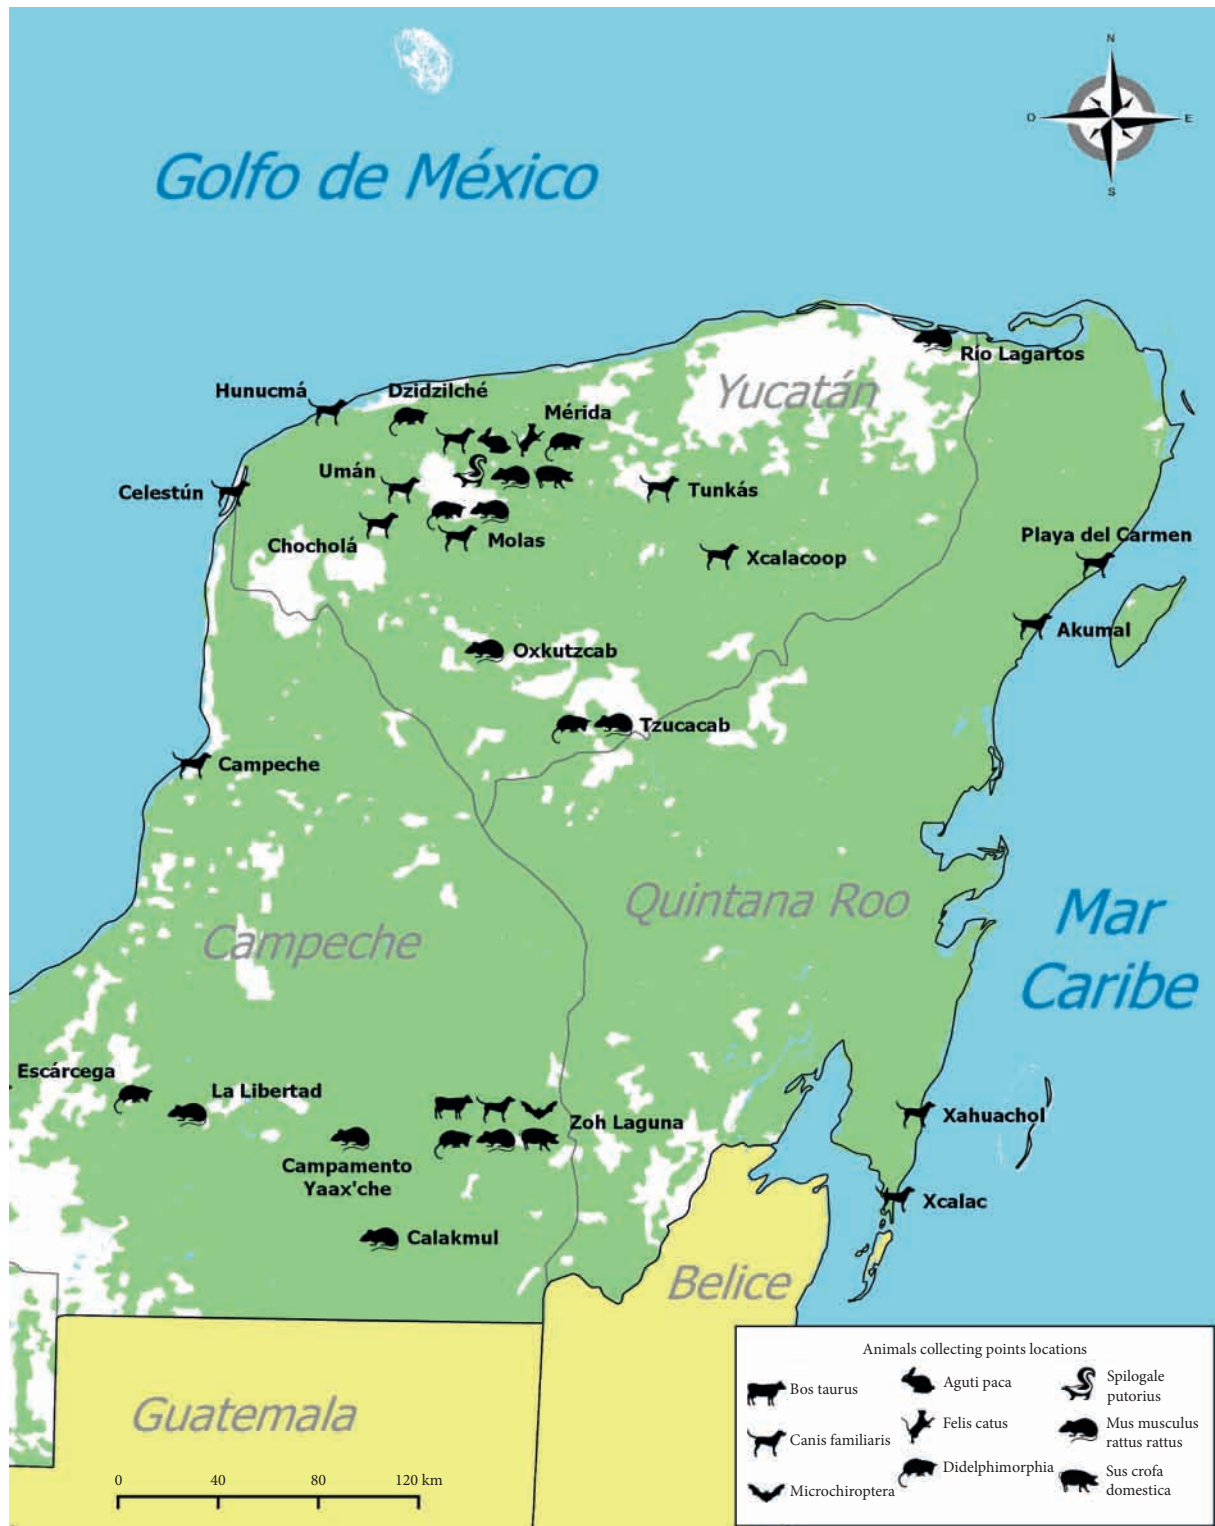 N
O
E
S
Golfo de México
Río Lagartos
Yucatán
Hunucmá
Dzidzilché
Mérida
Umán
Celestún
Tunkás
Chocholá
Molas
Xcalacoop
Playa del Carmen
Akumal
Oxkutzcab
Tzucacab
Campeche
Quintana Roo
Mar
Caribe
Campeche
Escárcega
La Libertad
Zoh Laguna
Xahuachol
Campamento
Yaax'che
Xcalac
Calakmul
Belice
Guatemala
0 40 80 120 km
Animals collecting points locations
Bos taurus
Canis familiaris
Microchiroptera
Aguti paca
Felis catus
Didelphimorphia
Spilogale
putorius
Mus musculus
rattus rattus
Sus crofa
domestica